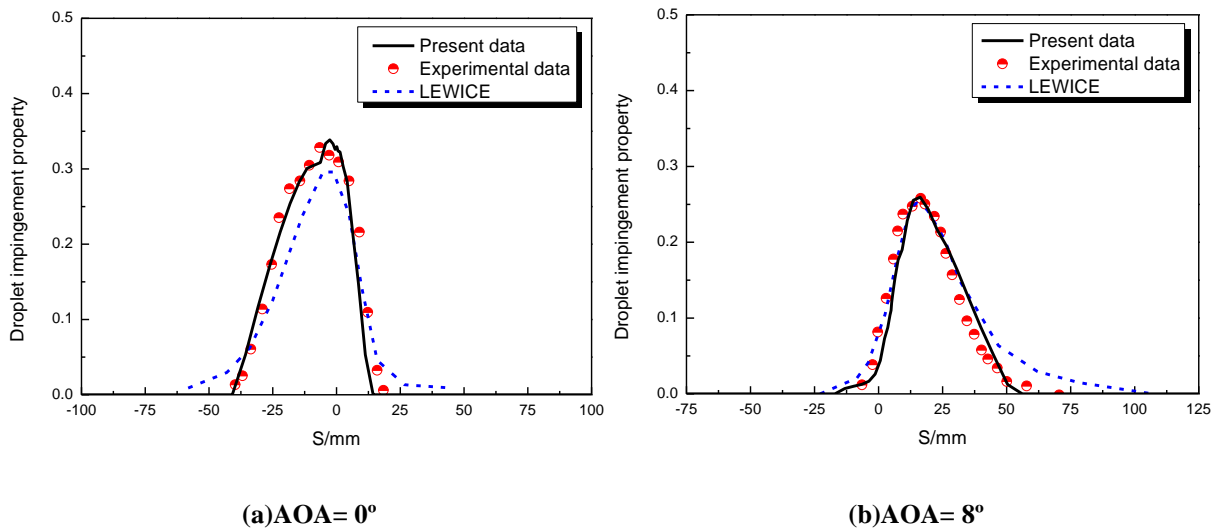 0.5
0.4
0.3
0.2
0.1
0.0
Droplet impingement property
Present data
Experimental data
LEWICE
-100 -75 -50 -25 0 25 50 75 100
S/mm
(a)AOA= 0º
0.5
0.4
0.3
0.2
0.1
0.0
Droplet impingement property
Present data
Experimental data
LEWICE
-75 -50 -25 0 25 50 75 100 125
S/mm
(b)AOA= 8º